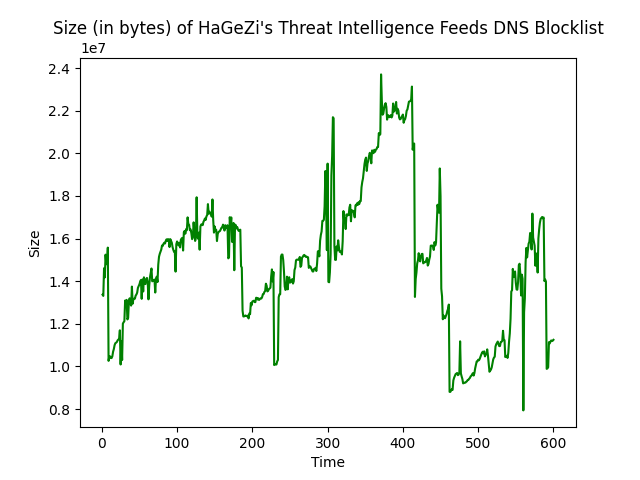 Size (in bytes) of HaGeZi's Threat Intelligence Feeds DNS Blocklist
1e7
2.4
2.2
2.0
1.8
1.6
1.4
1.2
1.0
0.8
Size
0 100 200 300 400 500 600
Time